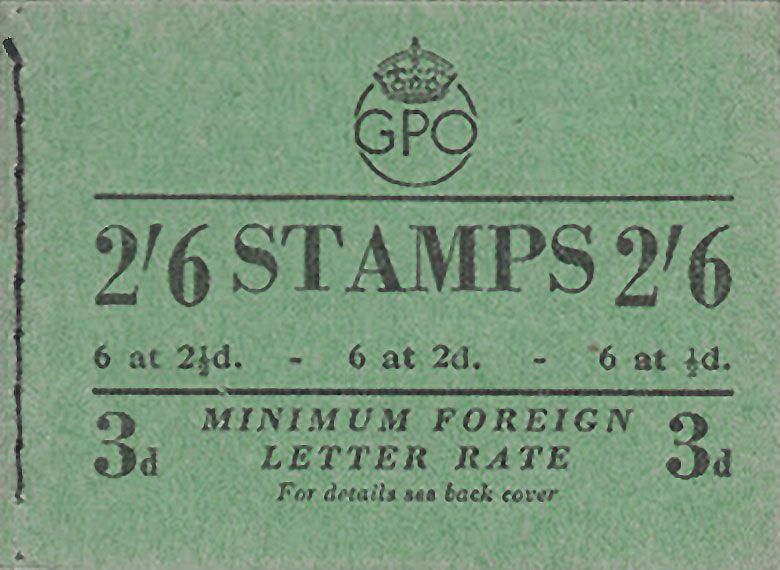 GPO
2/6 STAMPS 2/6
6 at 2½d. - 6 at 2d. - 6 at ½d.
3d MINIMUM FOREIGN 3d
LETTER RATE
For details see back cover